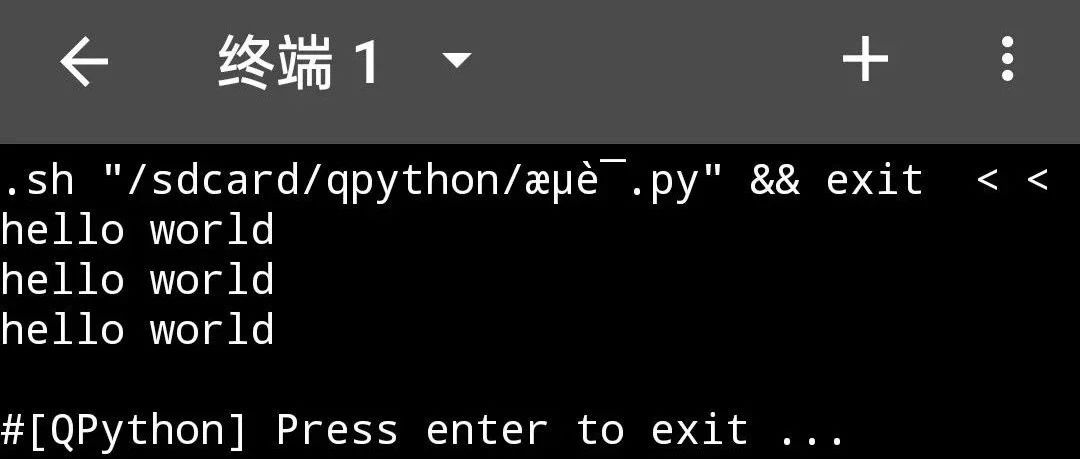 终端 1
.sh "/sdcard/qpython/æµè¯.py" && exit < <
hello world
hello world
hello world
#[QPython] Press enter to exit ...